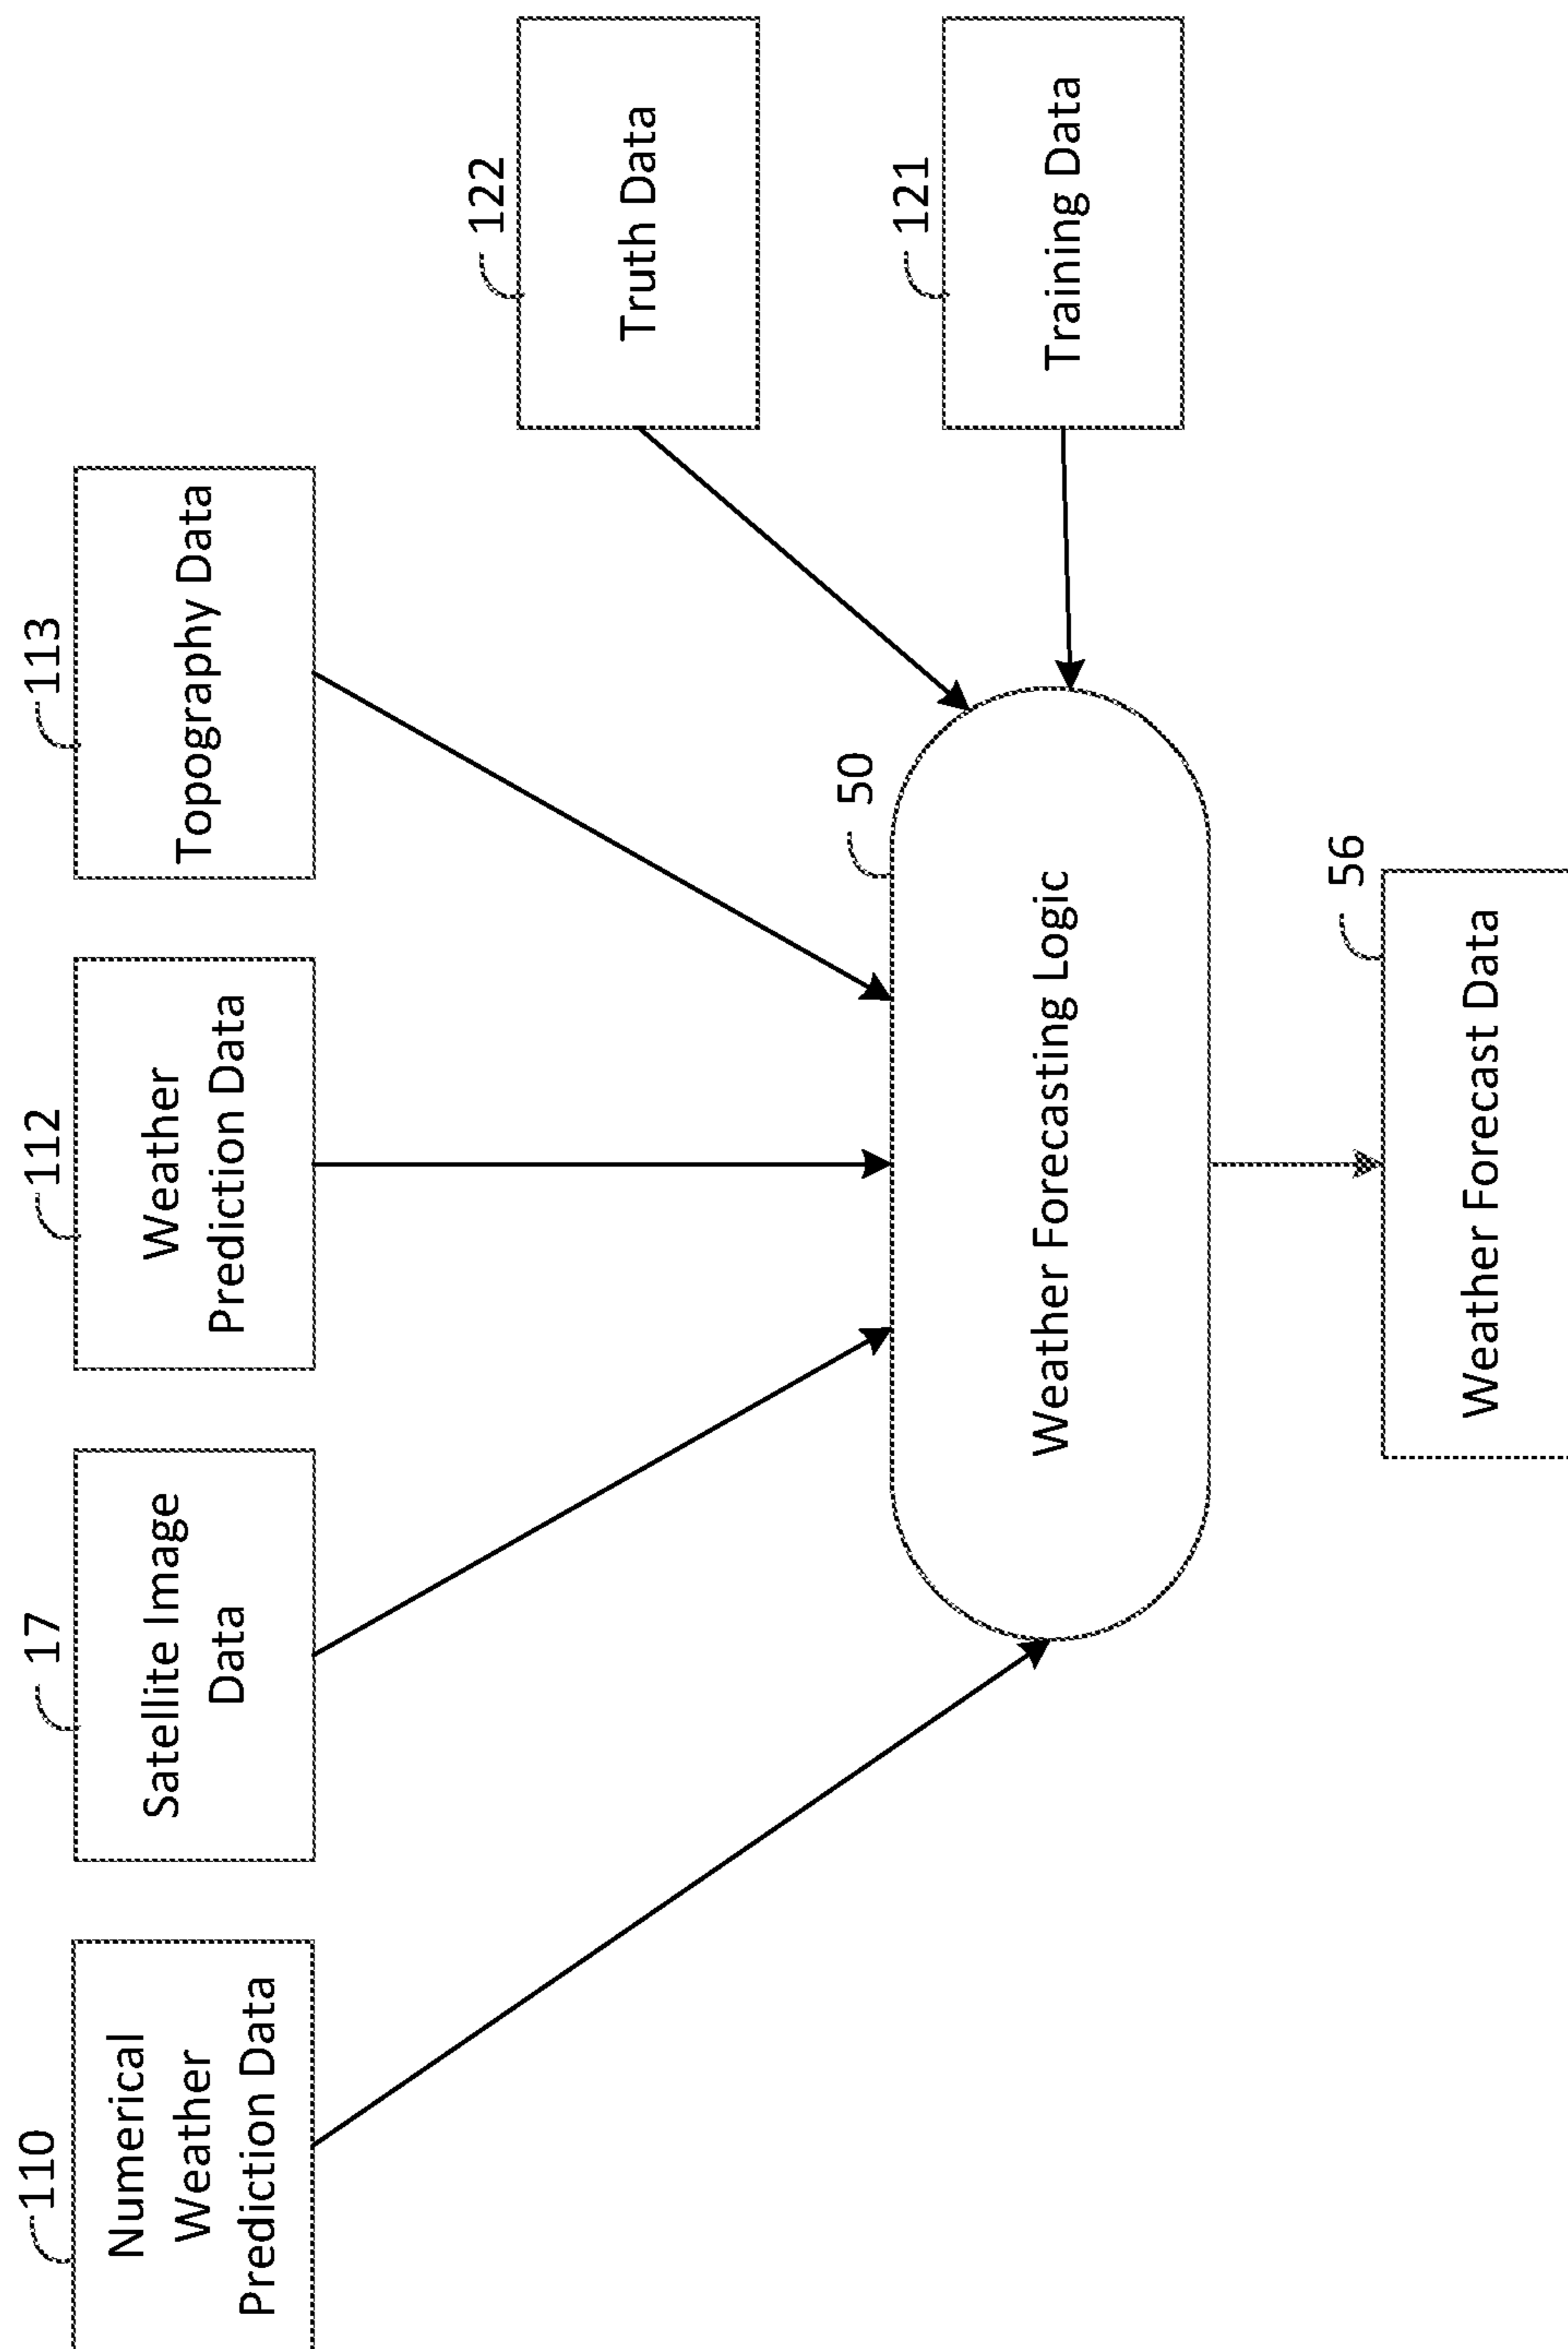 110
Numerical
Weather
Prediction Data
17
Satellite Image
Data
112
Weather
Prediction Data
113
Topography Data
122
Truth Data
121
Training Data
50
Weather Forecasting Logic
56
Weather Forecast Data